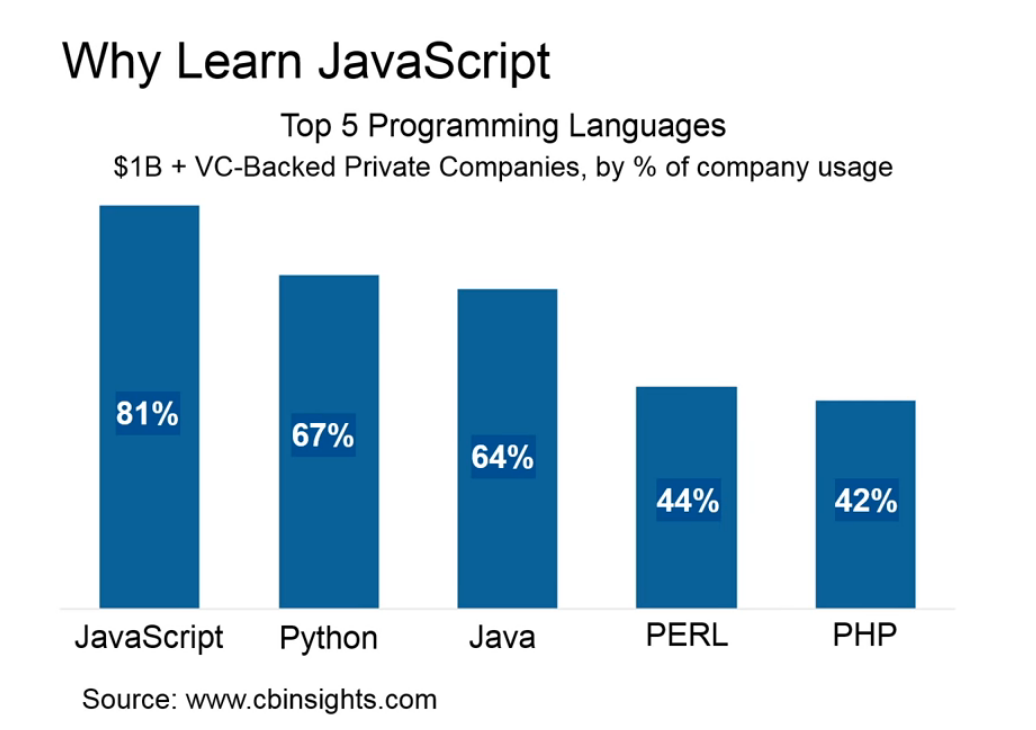 Why Learn JavaScript
Top 5 Programming Languages
$1B + VC-Backed Private Companies, by % of company usage
81%
67%
64%
44%
42%
JavaScript
Python
Java
PERL
PHP
Source: www.cbinsights.com